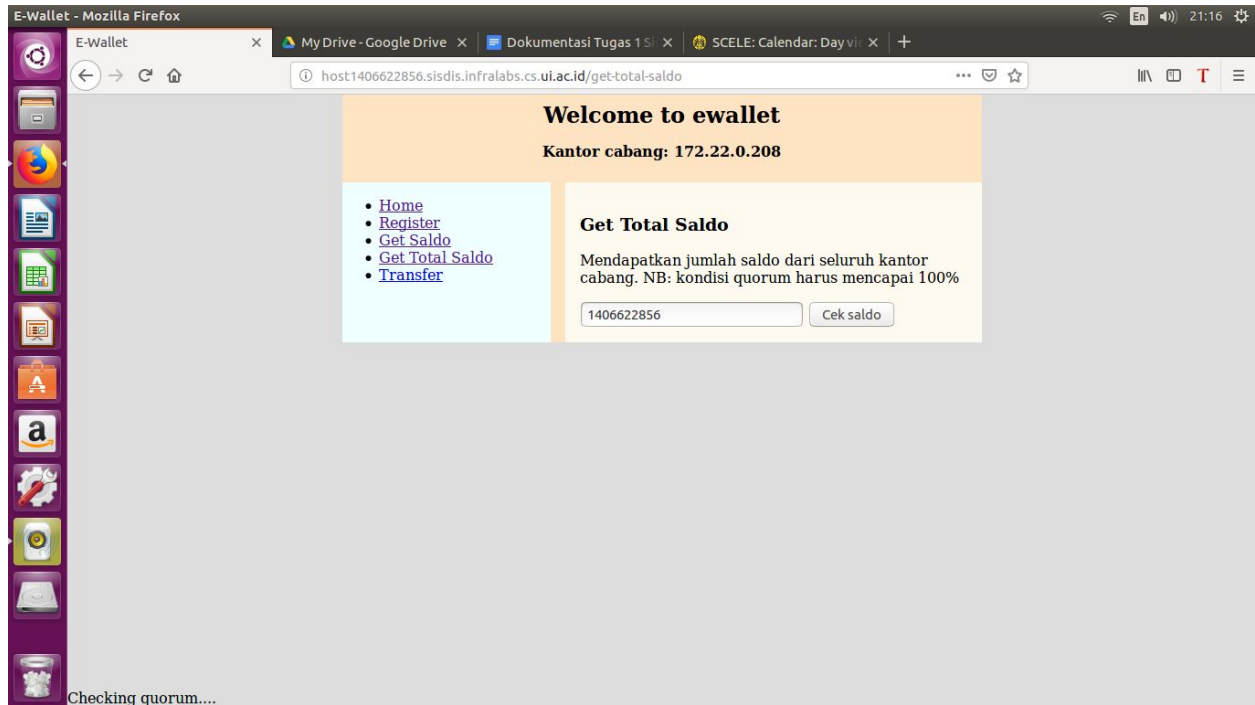 E-Wallet - Mozilla Firefox
En
21:16
E-Wallet
My Drive - Google Drive
Dokumentasi Tugas 1 Si
SCELE: Calendar: Day vie
host1406622856.sisdis.infralabs.cs.ui.ac.id/get-total-saldo
T
Welcome to ewallet
Kantor cabang: 172.22.0.208
Home
Register
Get Saldo
Get Total Saldo
Transfer
Get Total Saldo
Mendapatkan jumlah saldo dari seluruh kantor
cabang. NB: kondisi quorum harus mencapai 100%
1406622856
Cek saldo
Checking quorum....